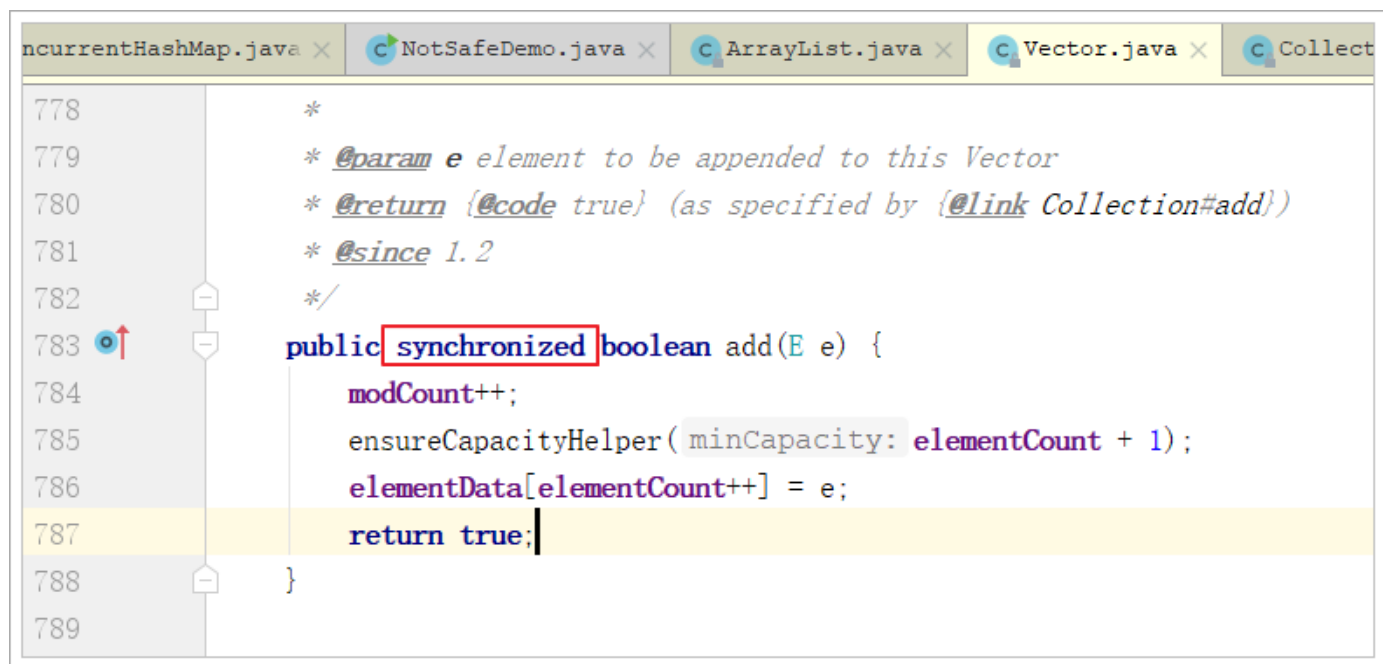 ncurrentHashMap.java × NotSafeDemo.java × ArrayList.java × Vector.java × Collect
778 *
779 * @param e element to be appended to this Vector
780 * @return {@code true} (as specified by {@link Collection#add})
781 * @since 1.2
782 */
783 public synchronized boolean add(E e) {
784 modCount++;
785 ensureCapacityHelper( minCapacity: elementCount + 1);
786 elementData[elementCount++] = e;
787 return true;
788 }
789